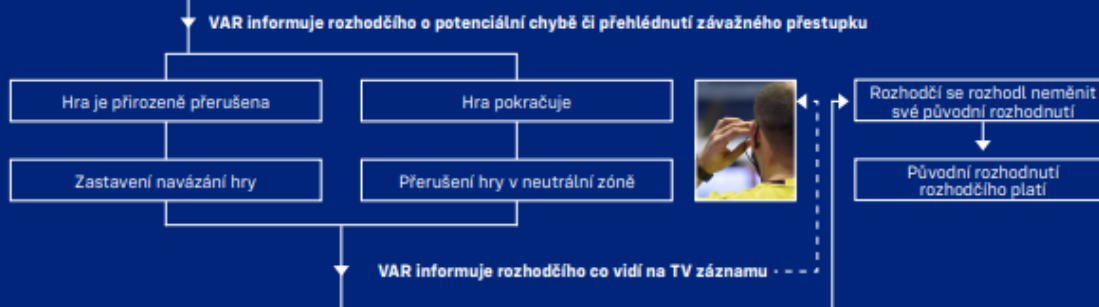 VAR informuje rozhodčího o potenciální chybě či přehlédnutí závažného přestupku
Hra je přirozeně přerušena
Hra pokračuje
Rozhodčí se rozhodl neměnit
své původní rozhodnutí
Zastavení navázání hry
Přerušení hry v neutrální zóně
Původní rozhodnutí
rozhodčího platí
VAR informuje rozhodčího co vidí na TV záznamu